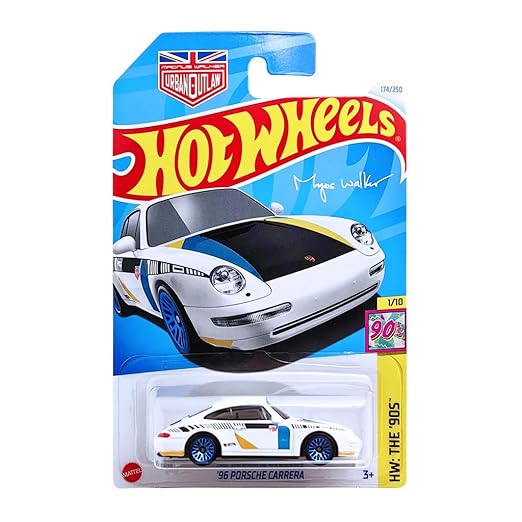 MAGNUS WALKER
URBAN OUTLAW
174/250
HOT WHEELS®
Magnus Walker
1/10
90s
HW: THE '90S™
MATTEL
'96 PORSCHE CARRERA
3+